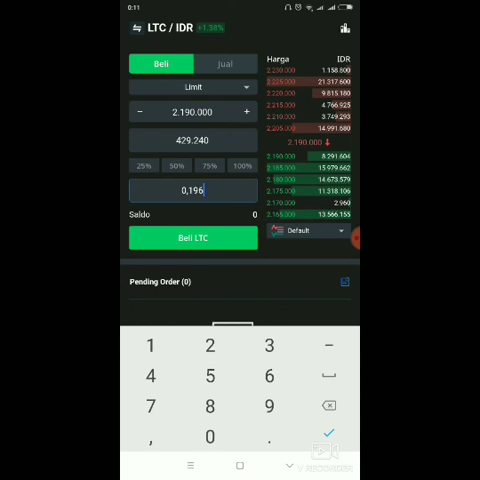 0:11
LTC / IDR +1.38%
Beli Jual
Limit
- 2.190.000 +
429.240
25% 50% 75% 100%
0,196
Saldo 0
Beli LTC
Harga IDR
2.230.000 1.158.800
2.225.000 21.317.600
2.220.000 9.815.180
2.215.000 4.766.925
2.210.000 3.749.293
2.205.000 14.991.680
2.190.000
2.190.000 8.291.604
2.185.000 15.979.662
2.180.000 14.673.579
2.175.000 11.318.106
2.170.000 2.960
2.165.000 13.566.155
Default
Pending Order (0)
1 2 3 -
4 5 6
7 8 9
, 0 .
V RECORDER